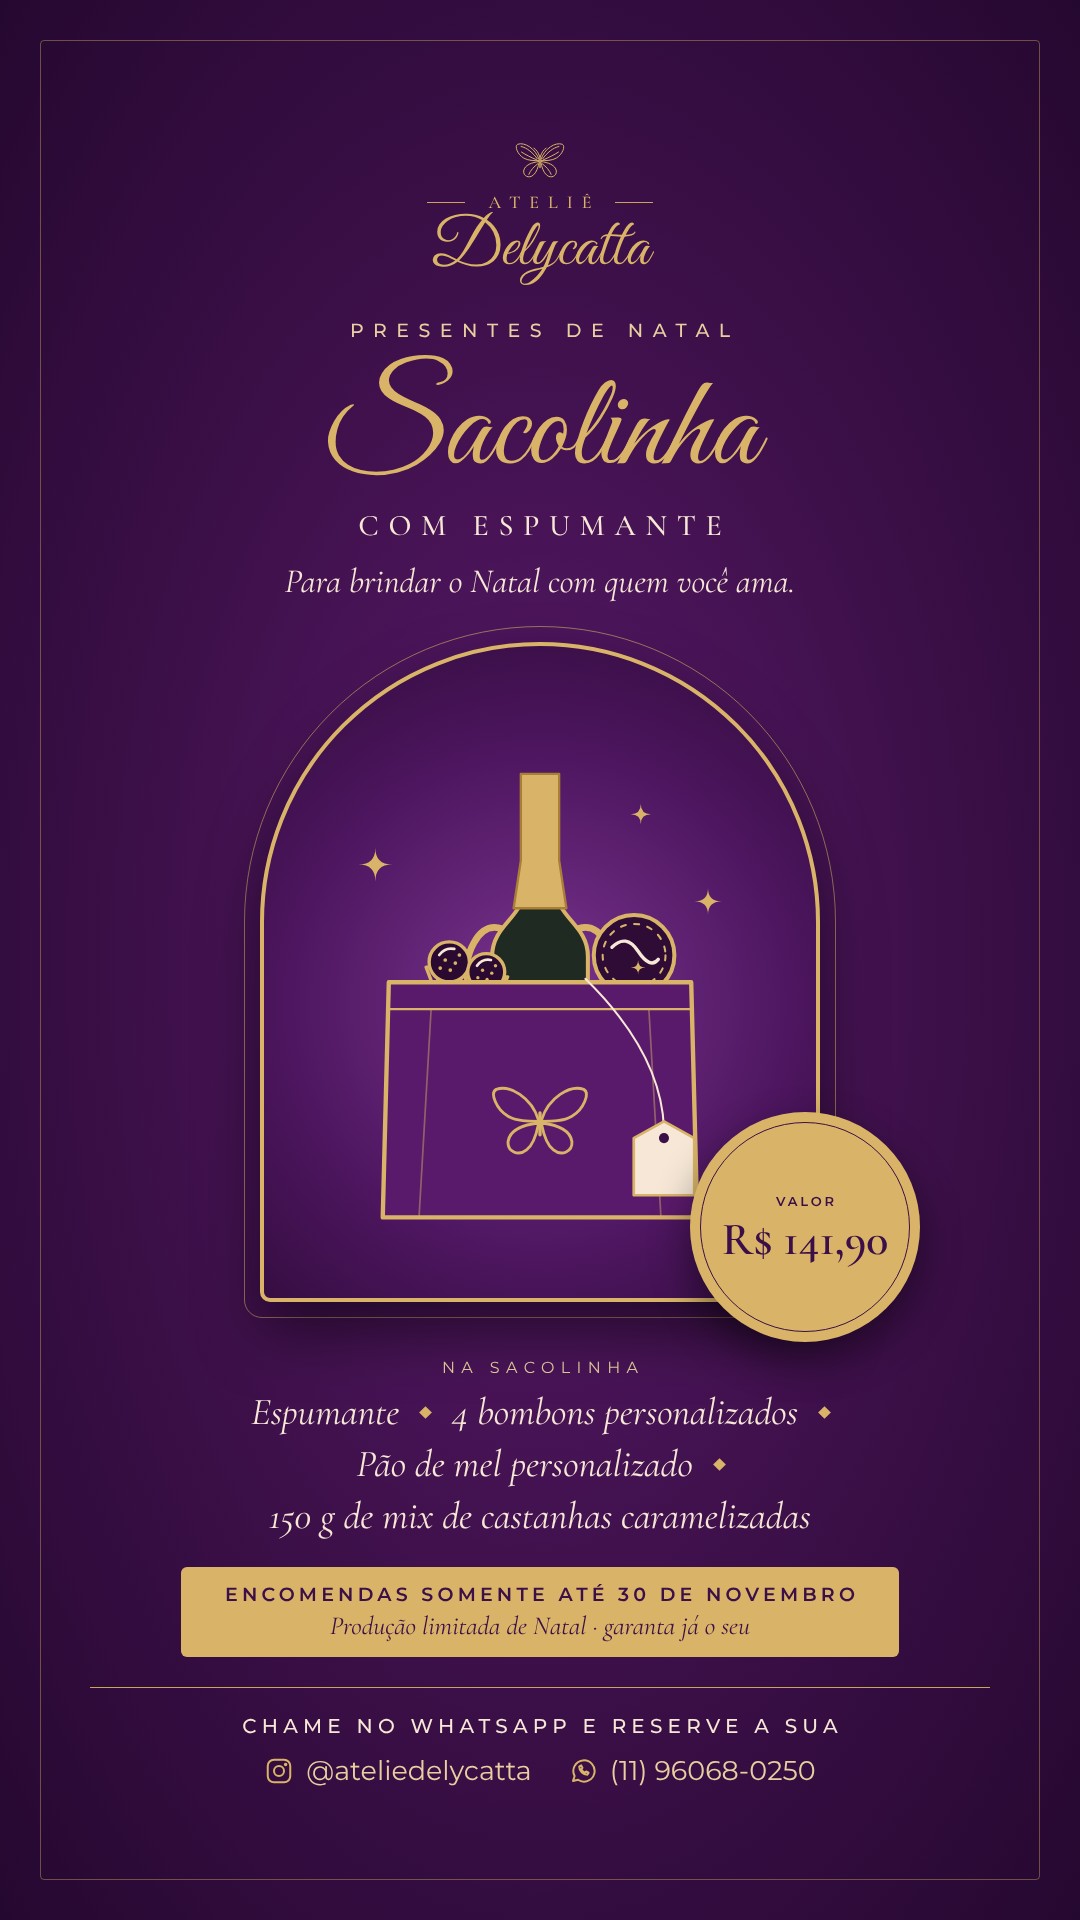 ATELIÊ
Delycatta
PRESENTES DE NATAL
Sacolinha
COM ESPUMANTE
Para brindar o Natal com quem você ama.
VALOR
R$ 141,90
NA SACOLINHA
Espumante ◆ 4 bombons personalizados ◆
Pão de mel personalizado ◆
150 g de mix de castanhas caramelizadas
ENCOMENDAS SOMENTE ATÉ 30 DE NOVEMBRO
Produção limitada de Natal · garanta já o seu
CHAME NO WHATSAPP E RESERVE A SUA
@ateliedelycatta (11) 96068-0250